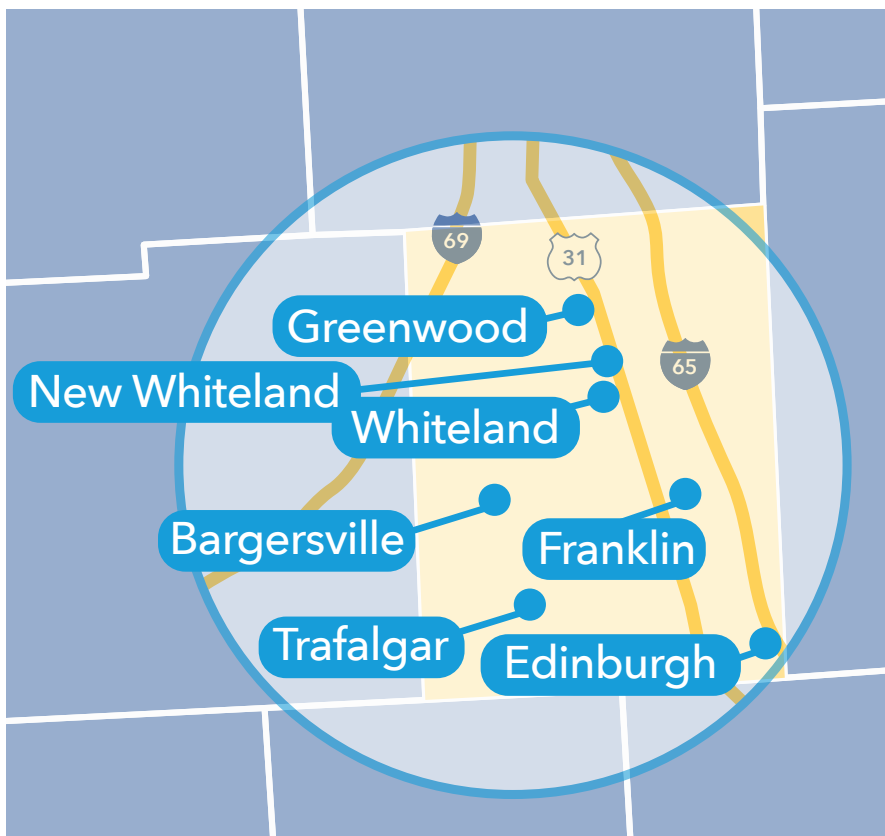 69
31
Greenwood
65
New Whiteland
Whiteland
Bargersville
Franklin
Trafalgar
Edinburgh